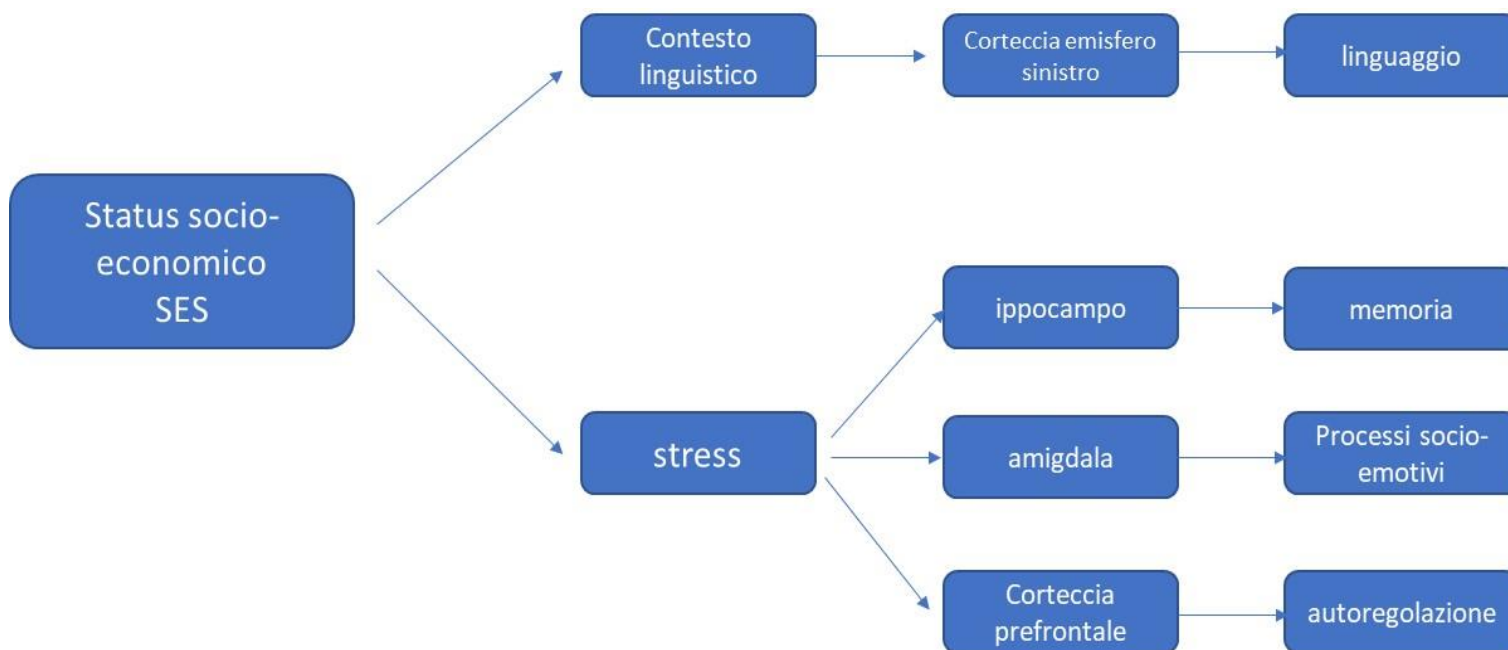 Contesto
linguistico
Corteccia emisfero
sinistro
linguaggio
Status socio-
economico
SES
ippocampo
memoria
stress
amigdala
Processi socio-
emotivi
Corteccia
prefrontale
autoregolazione